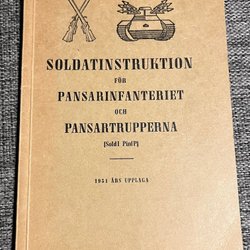 SOLDATINSTRUKTION
FÖR
PANSARINFANTERIET
OCH
PANSARTRUPPERNA
[SoldI PinfP]
1951 ÅRS UPPLAGA